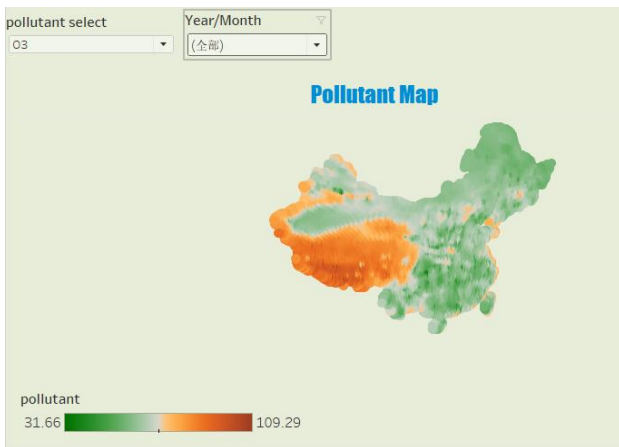 pollutant select
Year/Month
O3
(全部)
Pollutant Map
pollutant
31.66
109.29